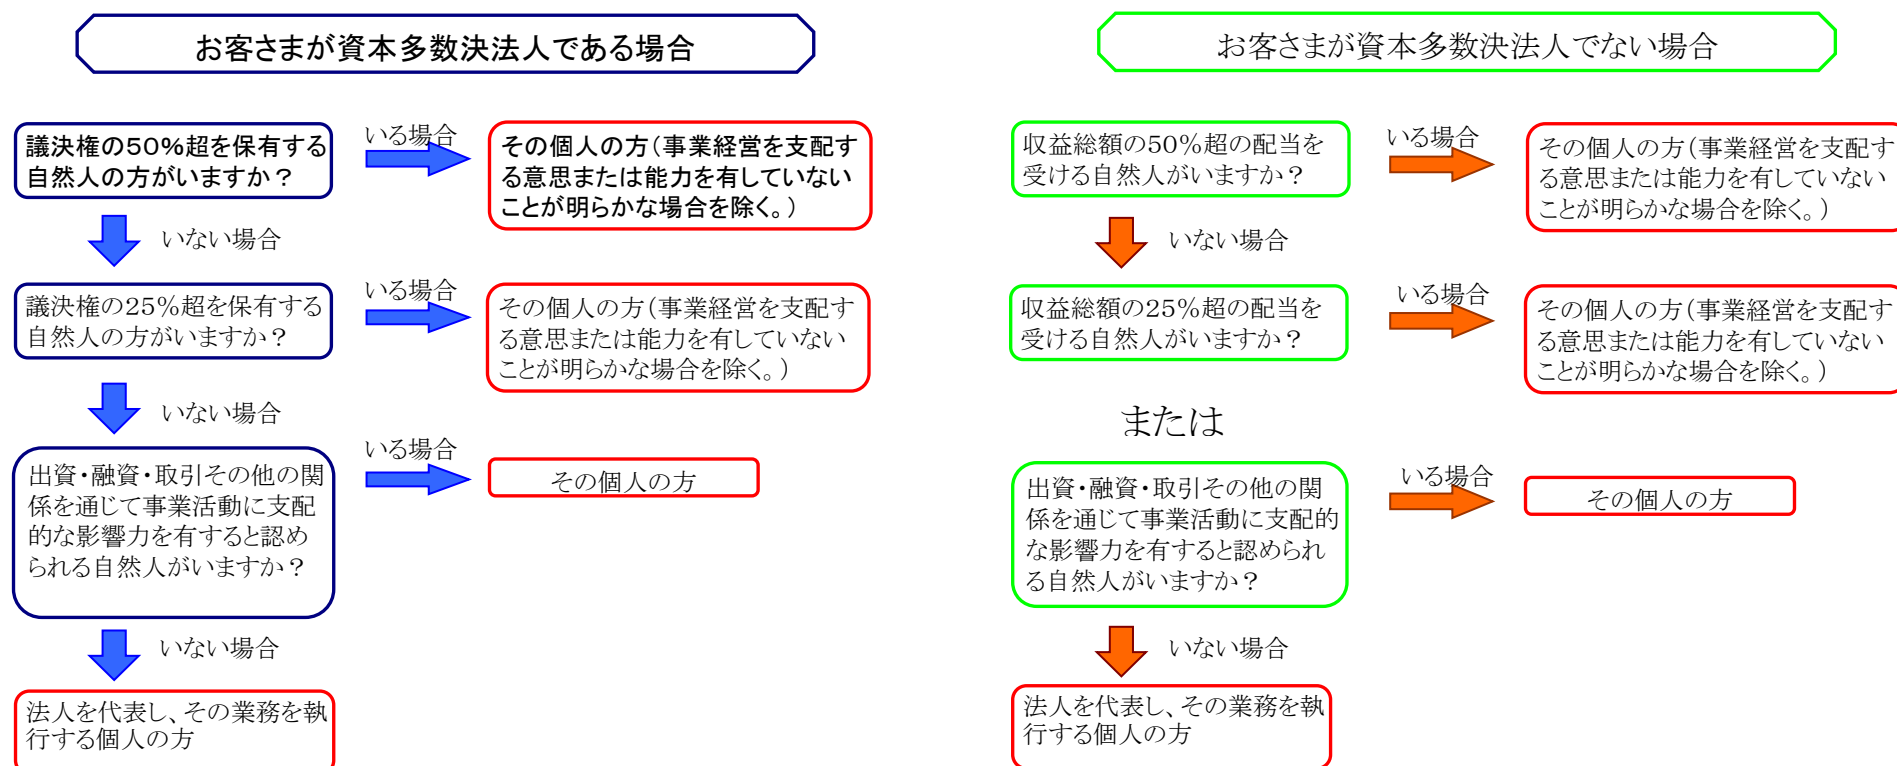 お客さまが資本多数決法人である場合
議決権の50%超を保有する
自然人の方がいますか?
いる場合
その個人の方(事業経営を支配す
る意思または能力を有していない
ことが明らかな場合を除く。)
いない場合
議決権の25%超を保有する
自然人の方がいますか?
いる場合
その個人の方(事業経営を支配す
る意思または能力を有していない
ことが明らかな場合を除く。)
いない場合
出資・融資・取引その他の関
係を通じて事業活動に支配
的な影響力を有すると認め
られる自然人がいますか?
いる場合
その個人の方
いない場合
法人を代表し、その業務を執
行する個人の方
お客さまが資本多数決法人でない場合
収益総額の50%超の配当を
受ける自然人がいますか?
いる場合
その個人の方(事業経営を支配す
る意思または能力を有していない
ことが明らかな場合を除く。)
いない場合
収益総額の25%超の配当を
受ける自然人がいますか?
いる場合
その個人の方(事業経営を支配す
る意思または能力を有していない
ことが明らかな場合を除く。)
または
出資・融資・取引その他の関
係を通じて事業活動に支配的
な影響力を有すると認められ
る自然人がいますか?
いる場合
その個人の方
いない場合
法人を代表し、その業務を執
行する個人の方